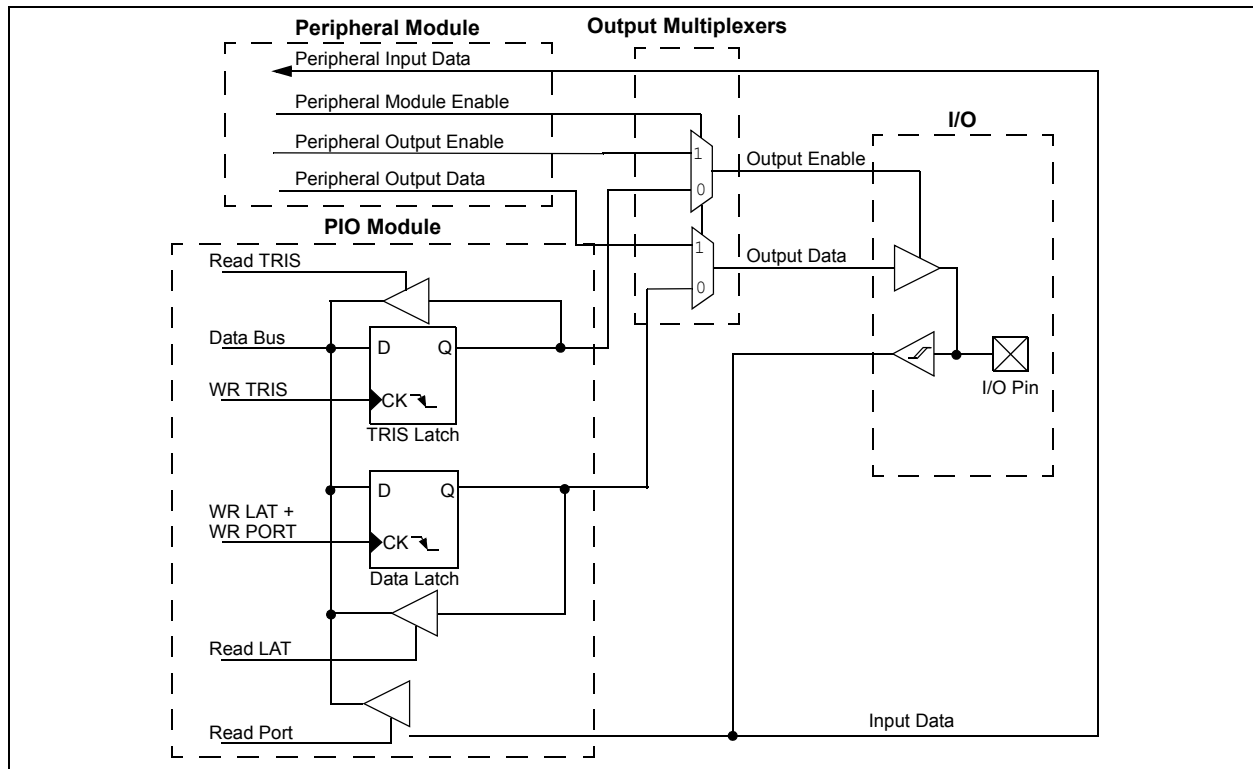 Peripheral Module
Output Multiplexers
Peripheral Input Data
Peripheral Module Enable
I/O
Peripheral Output Enable
1
Output Enable
Peripheral Output Data
0
PIO Module
1
Output Data
Read TRIS
0
Data Bus
D
Q
WR TRIS
CK
I/O Pin
TRIS Latch
D
Q
WR LAT +
WR PORT
CK
Data Latch
Read LAT
Input Data
Read Port